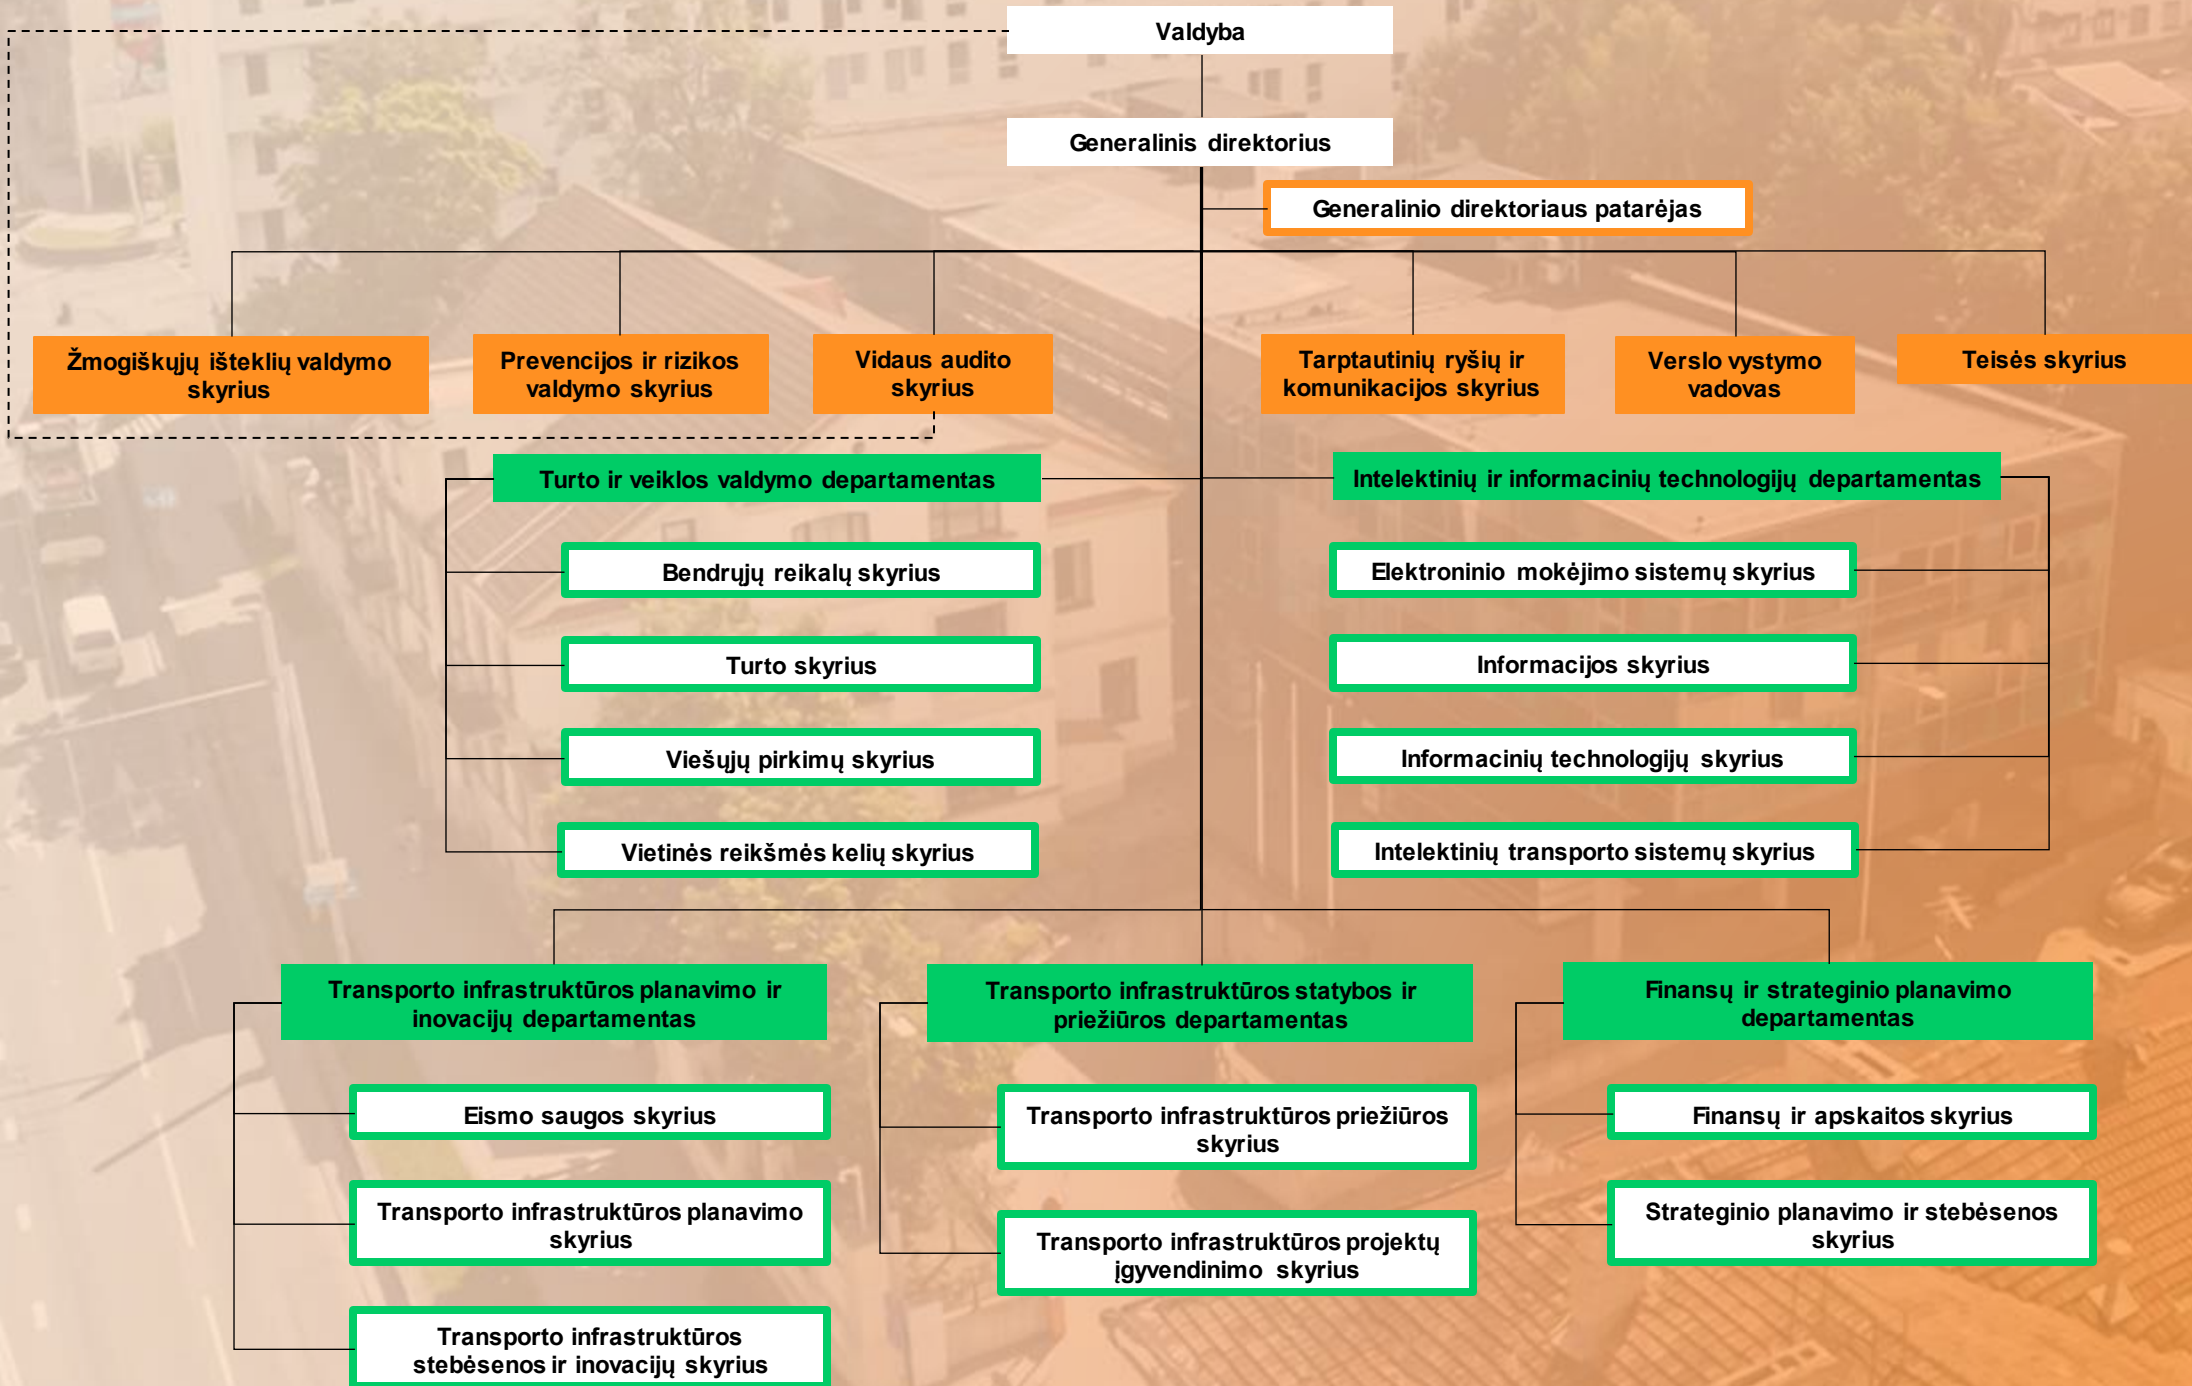 Valdyba
Generalinis direktorius
Generalinio direktoriaus patarėjas
Žmogiškųjų išteklių valdymo
skyrius
Prevencijos ir rizikos
valdymo skyrius
Vidaus audito
skyrius
Tarptautinių ryšių ir
komunikacijos skyrius
Verslo vystymo
vadovas
Teisės skyrius
Turto ir veiklos valdymo departamentas
Bendrųjų reikalų skyrius
Turto skyrius
Viešųjų pirkimų skyrius
Vietinės reikšmės kelių skyrius
Intelektinių ir informacinių technologijų departamentas
Elektroninio mokėjimo sistemų skyrius
Informacijos skyrius
Informacinių technologijų skyrius
Intelektinių transporto sistemų skyrius
Transporto infrastruktūros planavimo ir
inovacijų departamentas
Eismo saugos skyrius
Transporto infrastruktūros planavimo
skyrius
Transporto infrastruktūros
stebėsenos ir inovacijų skyrius
Transporto infrastruktūros statybos ir
priežiūros departamentas
Transporto infrastruktūros priežiūros
skyrius
Transporto infrastruktūros projektų
įgyvendinimo skyrius
Finansų ir strateginio planavimo
departamentas
Finansų ir apskaitos skyrius
Strateginio planavimo ir stebėsenos
skyrius